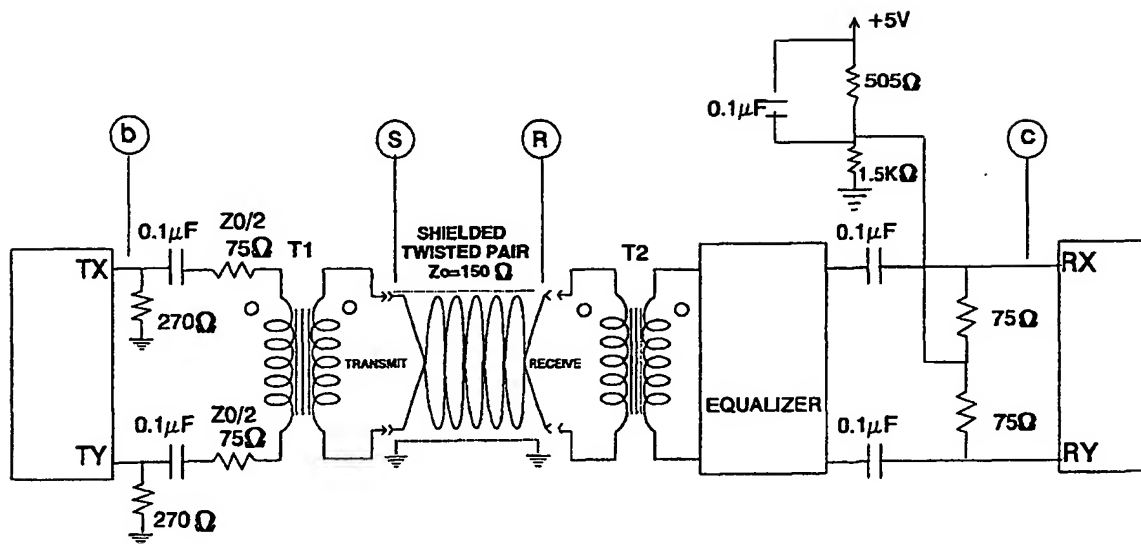 +5V
505Ω
0.1μF
1.5KΩ
b
S
R
C
0.1μF
Z0/2
75Ω
T1
SHIELDED
TWISTED PAIR
Zo=150 Ω
T2
0.1μF
TX
RX
270Ω
75Ω
TRANSMIT
RECEIVE
EQUALIZER
0.1μF
Z0/2
75Ω
0.1μF
75Ω
TY
RY
270Ω